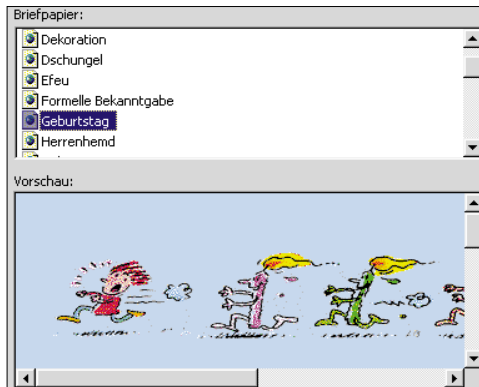 Briefpapier:
Dekoration
Dschungel
Efeu
Formelle Bekanntgabe
Geburtstag
Herrenhemd
Vorschau: